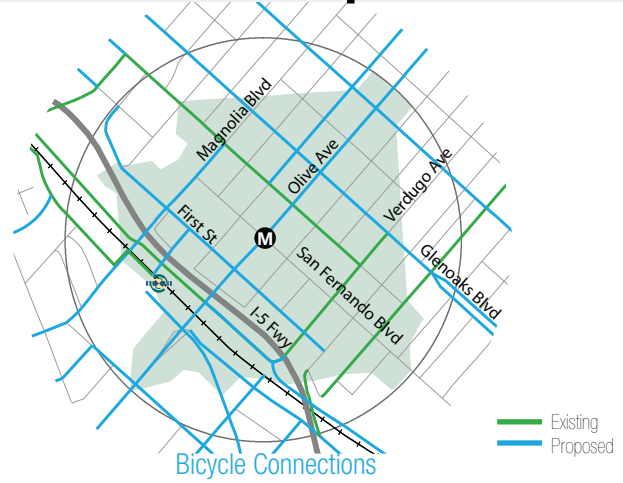 Magnolia Blvd
Olive Ave
Verdugo Ave
First St
M
San Fernando Blvd
Glenoaks Blvd
I-5 Fwy
Existing
Proposed
Bicycle Connections